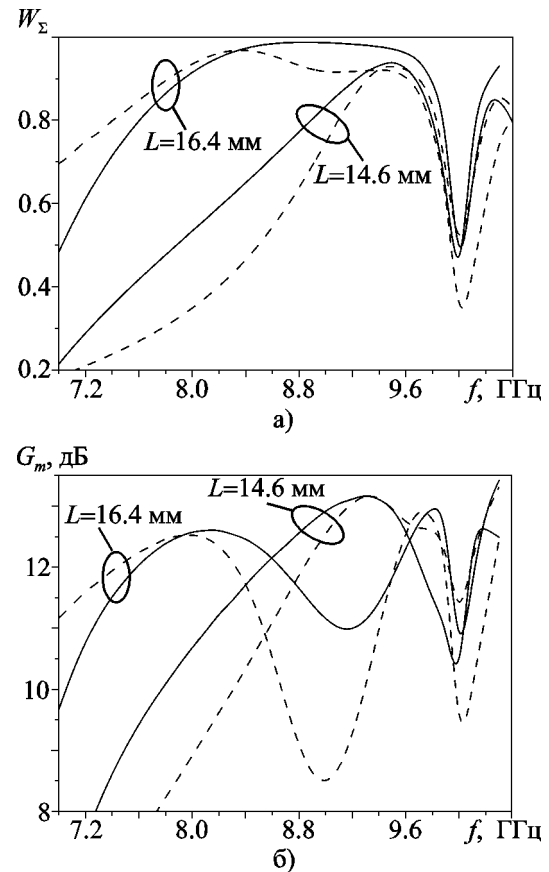 W_Σ
0.8
0.6
0.4
0.2
L=16.4 мм
L=14.6 мм
7.2 8.0 8.8 9.6 f, ГГц
а)
G_m, дБ
12
10
8
L=14.6 мм
L=16.4 мм
7.2 8.0 8.8 9.6 f, ГГц
б)